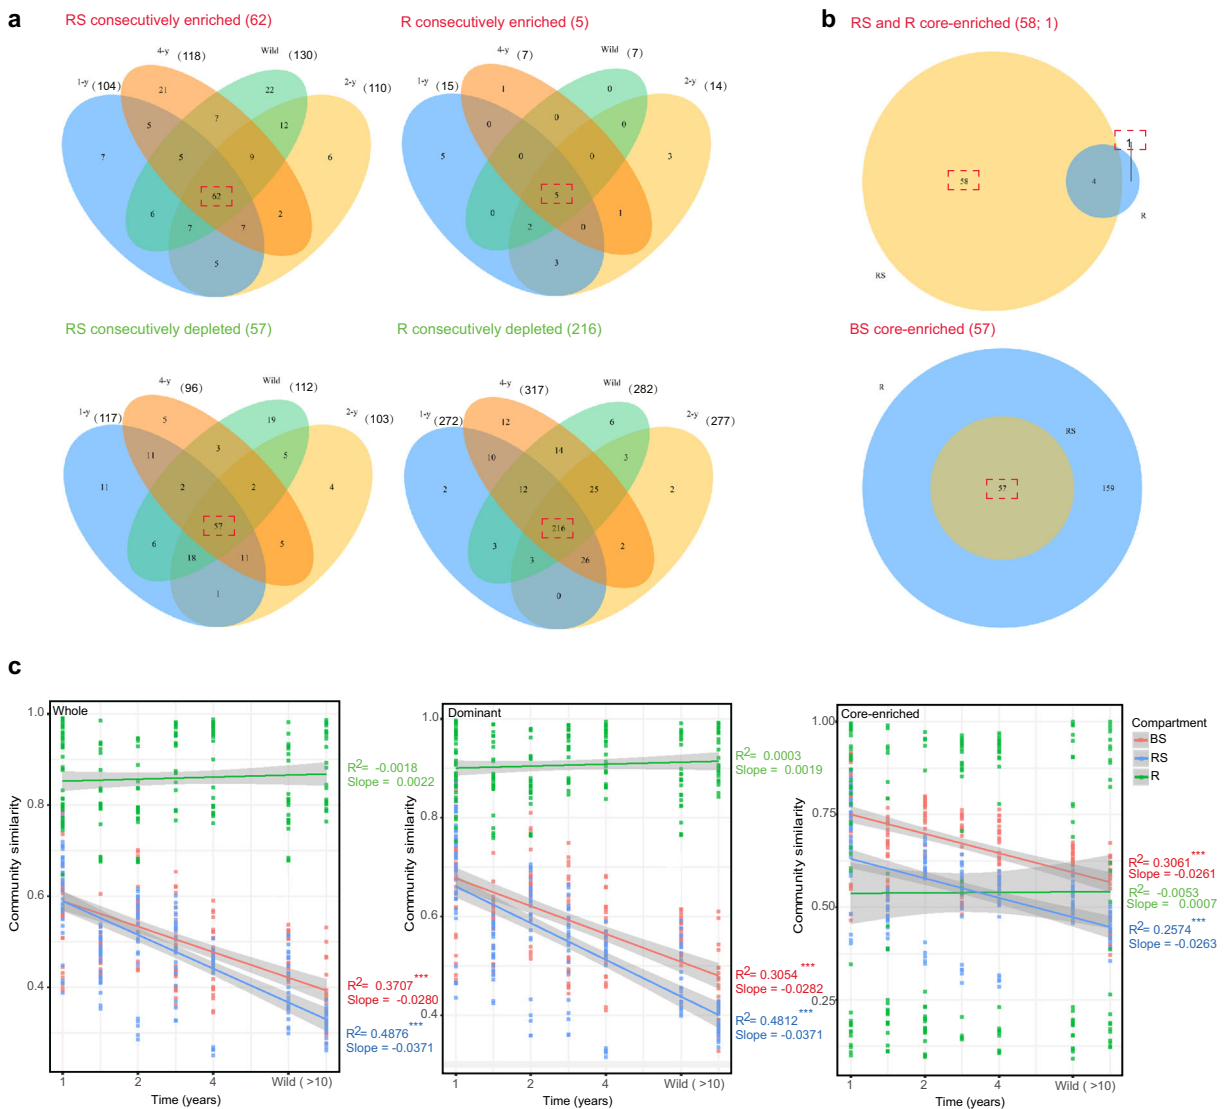 a
RS consecutively enriched (62)
R consecutively enriched (5)
b
RS and R core-enriched (58; 1)
4-y (118)
Wild (130)
1-y (104)
2-y (110)
21
22
5
7
12
7
5
9
6
62
6
2
7
7
5
4-y (7)
Wild (7)
1-y (15)
2-y (14)
1
0
0
0
0
5
0
0
3
5
0
1
2
0
3
1
58
4
R
RS
RS consecutively depleted (57)
R consecutively depleted (216)
BS core-enriched (57)
4-y (96)
Wild (112)
1-y (117)
2-y (103)
5
19
11
3
5
11
2
2
4
57
6
5
18
11
1
4-y (317)
Wild (282)
1-y (272)
2-y (277)
12
6
10
14
3
2
12
25
2
216
3
2
3
26
0
R
RS
57
159
c
Whole
Community similarity
1.0
0.8
0.6
0.4
R2= -0.0018
Slope = 0.0022
R2= 0.3707***
Slope = -0.0280
R2= 0.4876***
Slope = -0.0371
1
2
4
Wild ( >10)
Time (years)
Dominant
Community similarity
1.0
0.8
0.6
0.4
R2= 0.0003
Slope = 0.0019
R2= 0.3054***
Slope = -0.0282
R2= 0.4812***
Slope = -0.0371
1
2
4
Wild ( >10)
Time (years)
Core-enriched
Community similarity
1.00
0.75
0.50
0.25
R2= 0.3061***
Slope = -0.0261
R2= -0.0053
Slope = 0.0007
R2= 0.2574***
Slope = -0.0263
1
2
4
Wild ( >10)
Time (years)
Compartment
BS
RS
R